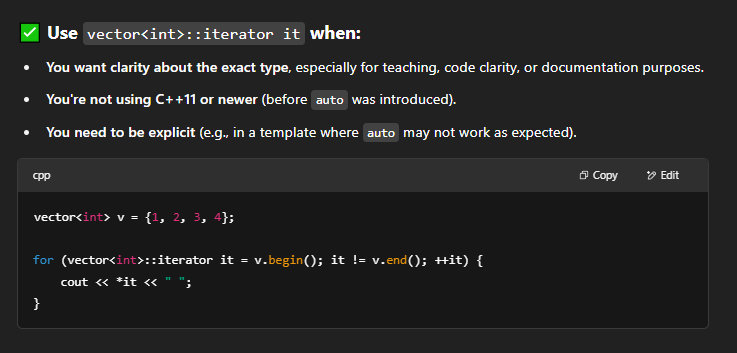 ✅ Use vector<int>::iterator it when:
• You want clarity about the exact type, especially for teaching, code clarity, or documentation purposes.
• You're not using C++11 or newer (before auto was introduced).
• You need to be explicit (e.g., in a template where auto may not work as expected).
cpp Copy Edit
vector<int> v = {1, 2, 3, 4};
for (vector<int>::iterator it = v.begin(); it != v.end(); ++it) {
    cout << *it << " ";
}